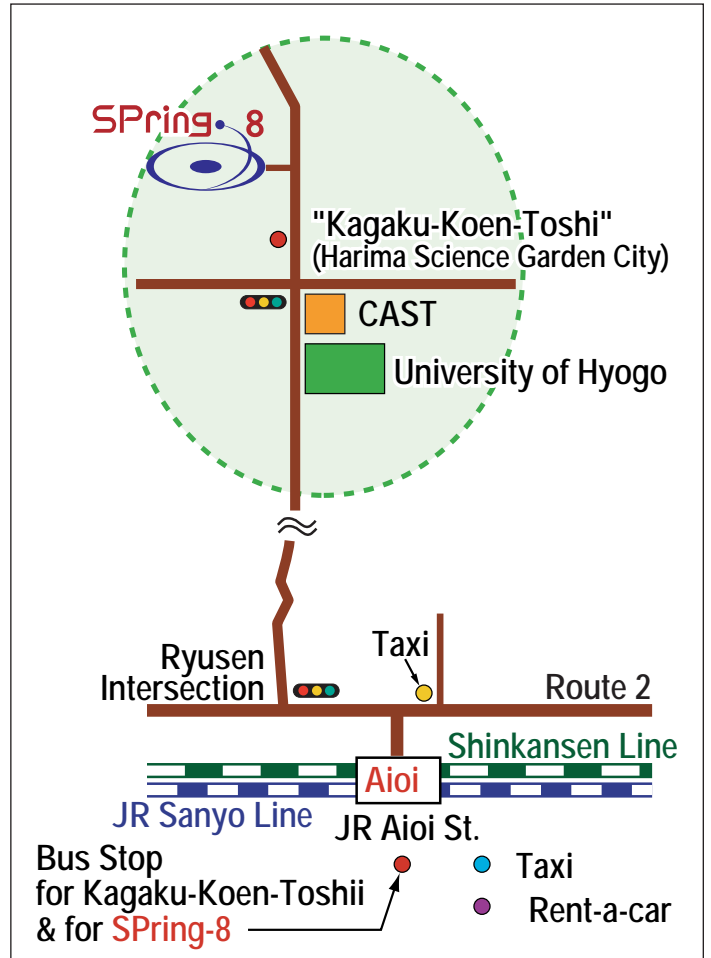 SPring-8
"Kagaku-Koen-Toshi"
(Harima Science Garden City)
CAST
University of Hyogo
Taxi
Ryusen
Intersection
Route 2
Shinkansen Line
Aioi
JR Sanyo Line
JR Aioi St.
Bus Stop
for Kagaku-Koen-Toshii
& for SPring-8
Taxi
Rent-a-car